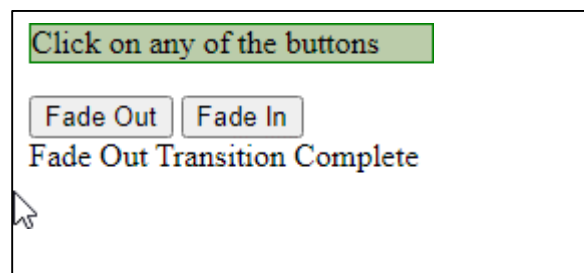 Click on any of the buttons
Fade Out Fade In
Fade Out Transition Complete